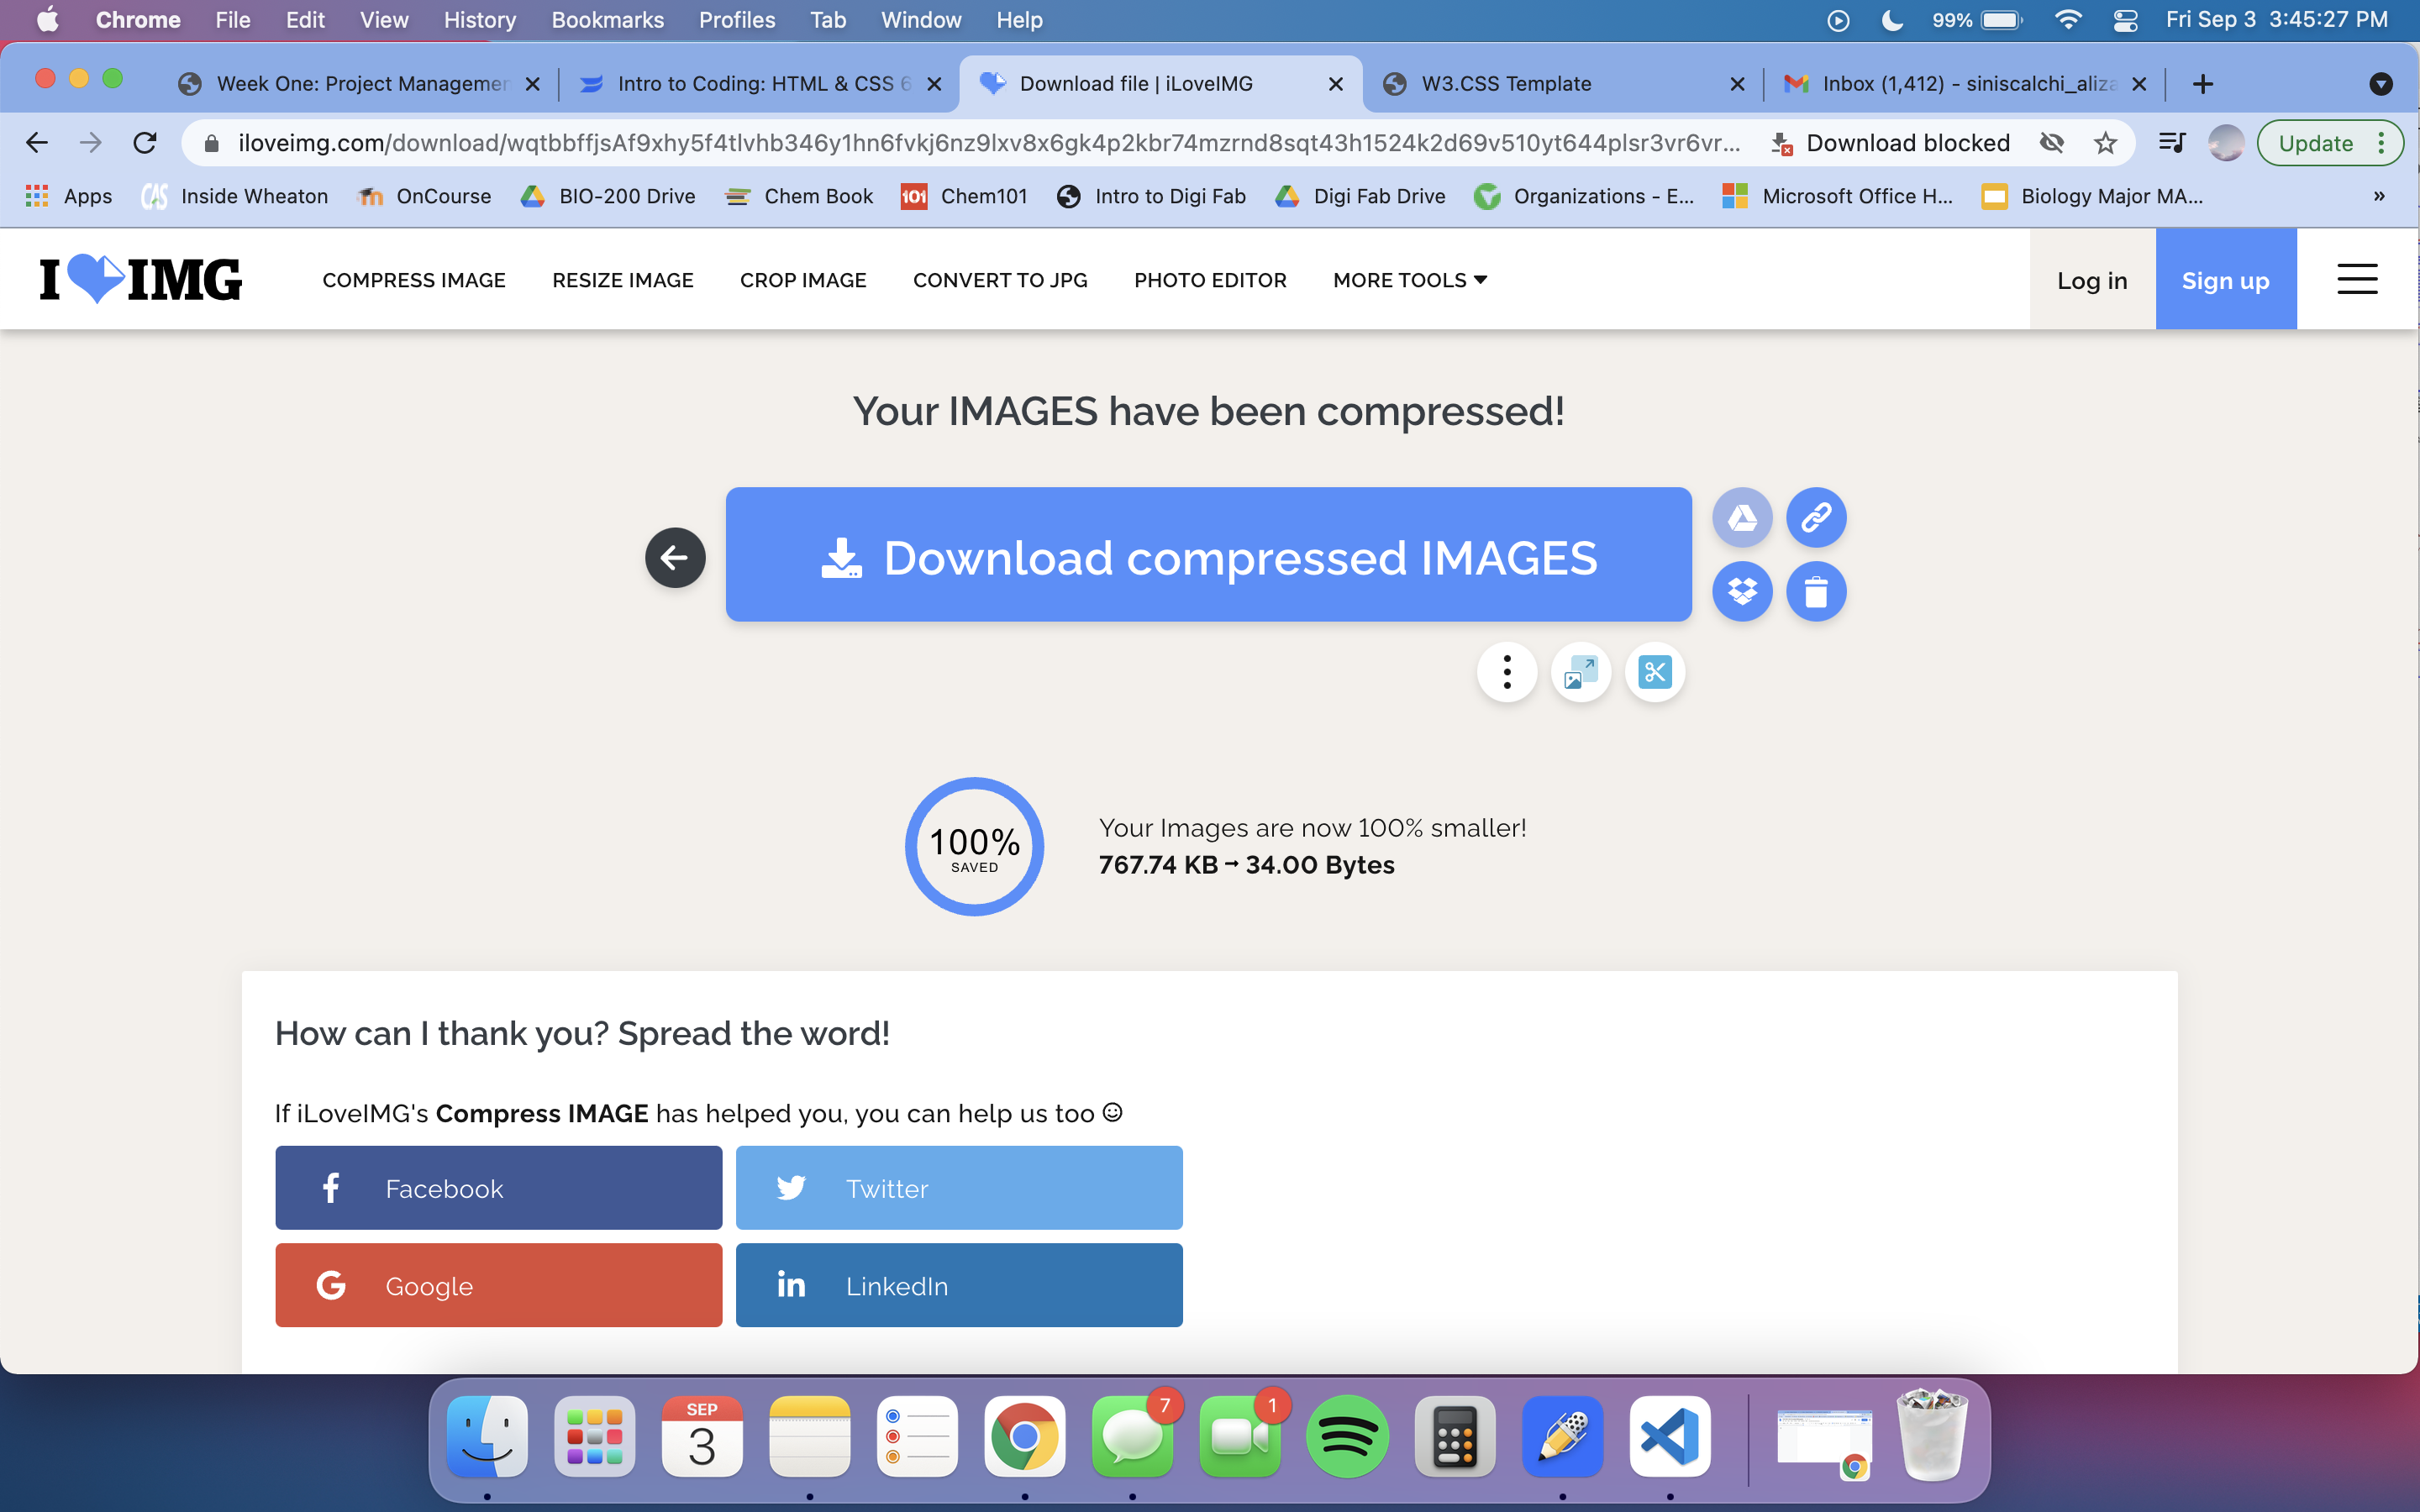 Chrome File Edit View History Bookmarks Profiles Tab Window Help 99% Fri Sep 3 3:45:27 PM
Week One: Project Managemen Intro to Coding: HTML & CSS 6 Download file | iLoveIMG W3.CSS Template Inbox (1,412) - siniscalchi_aliza
iloveimg.com/download/wqtbbffjsAf9xhy5f4tlvhb346y1hn6fvkj6nz9lxv8x6gk4p2kbr74mzrnd8sqt43h1524k2d69v510yt644plsr3vr6vr... Download blocked Update
Apps CAS Inside Wheaton OnCourse BIO-200 Drive Chem Book 101 Chem101 Intro to Digi Fab Digi Fab Drive Organizations - E... Microsoft Office H... Biology Major MA... »
I IMG COMPRESS IMAGE RESIZE IMAGE CROP IMAGE CONVERT TO JPG PHOTO EDITOR MORE TOOLS Log in Sign up
Your IMAGES have been compressed!
Download compressed IMAGES
100%
SAVED
Your Images are now 100% smaller!
767.74 KB → 34.00 Bytes
How can I thank you? Spread the word!
If iLoveIMG's Compress IMAGE has helped you, you can help us too ☺
Facebook Twitter
Google LinkedIn
SEP
3
7
1